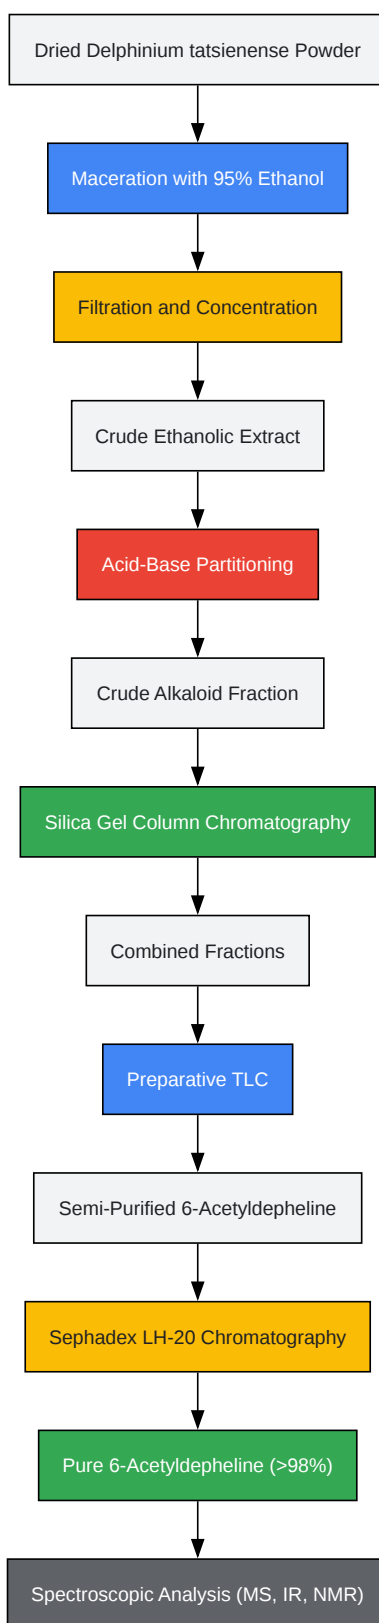 Dried Delphinium tatsienense Powder
Maceration with 95% Ethanol
Filtration and Concentration
Crude Ethanolic Extract
Acid-Base Partitioning
Crude Alkaloid Fraction
Silica Gel Column Chromatography
Combined Fractions
Preparative TLC
Semi-Purified 6-Acetyldepheline
Sephadex LH-20 Chromatography
Pure 6-Acetyldepheline (>98%)
Spectroscopic Analysis (MS, IR, NMR)